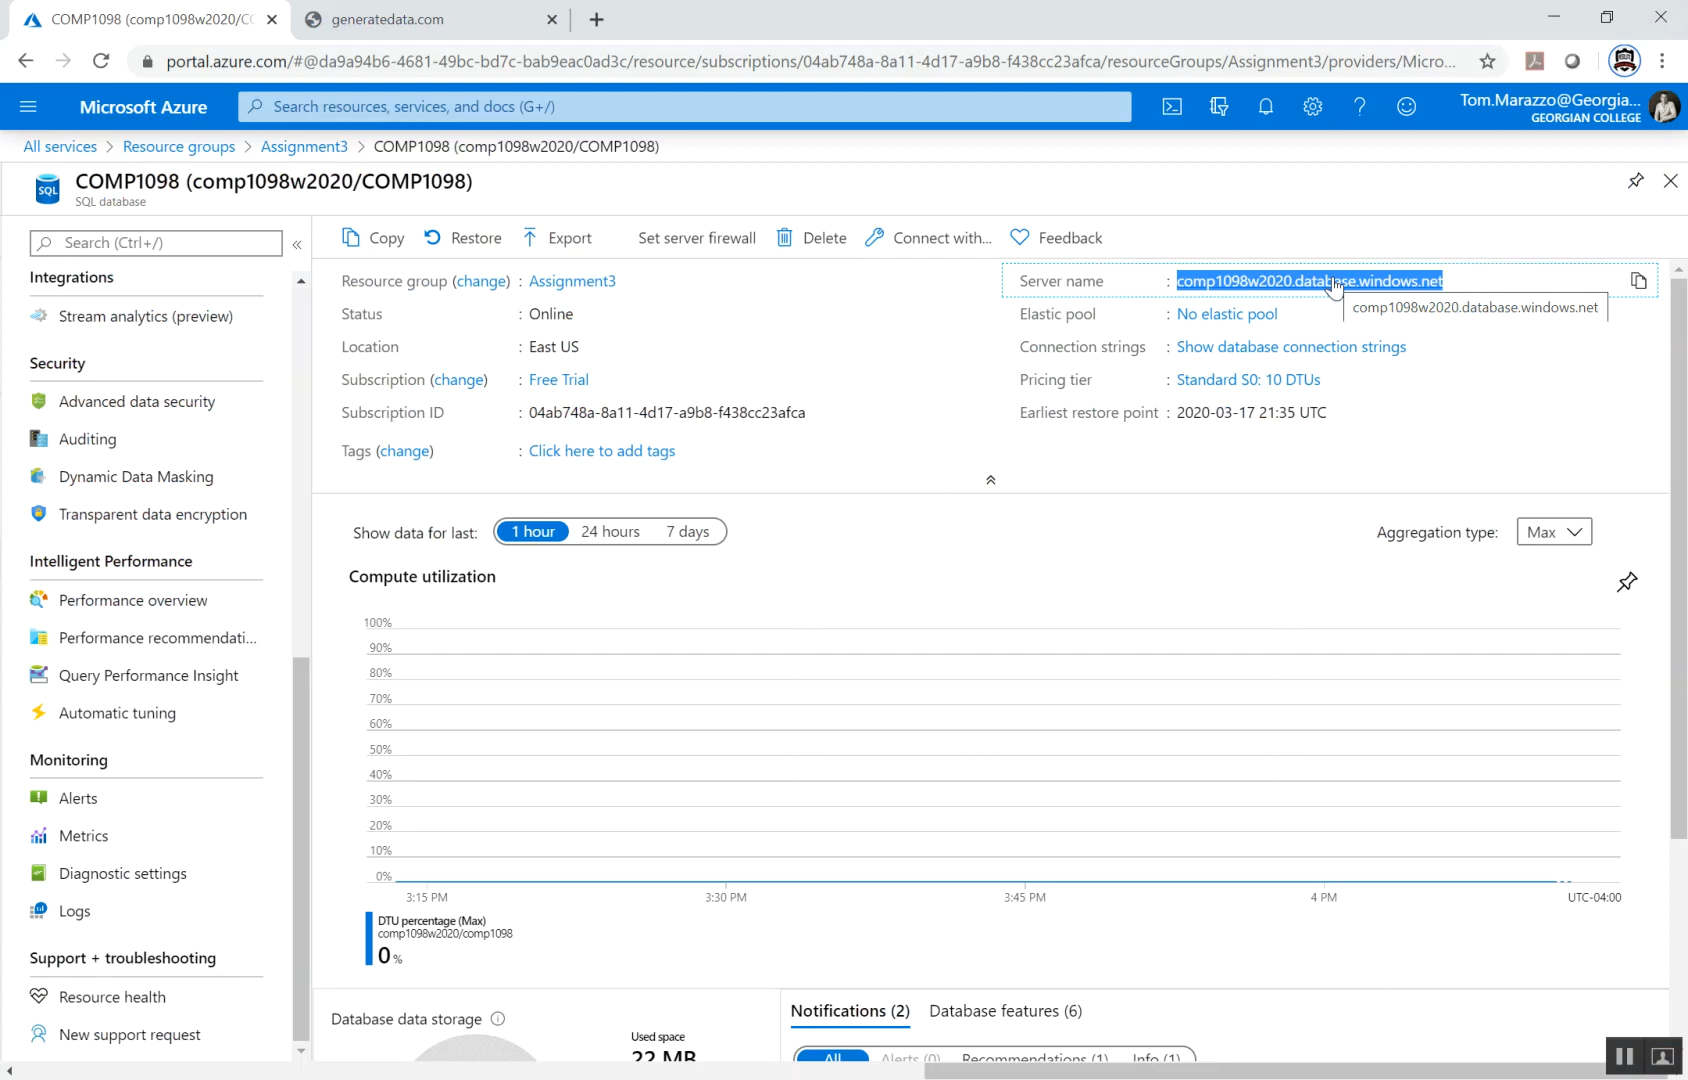 COMP1098 (comp1098w2020/CC
generatedata.com
portal.azure.com/#@da9a94b6-4681-49bc-bd7c-bab9eac0ad3c/resource/subscriptions/04ab748a-8a11-4d17-a9b8-f438cc23afca/resourceGroups/Assignment3/providers/Micro...
Microsoft Azure
Search resources, services, and docs (G+/)
Tom.Marazzo@Georgia...
GEORGIAN COLLEGE
All services > Resource groups > Assignment3 > COMP1098 (comp1098w2020/COMP1098)
SQL
COMP1098 (comp1098w2020/COMP1098)
SQL database
Search (Ctrl+/)
«
Integrations
Stream analytics (preview)
Security
Advanced data security
Auditing
Dynamic Data Masking
Transparent data encryption
Intelligent Performance
Performance overview
Performance recommendati...
Query Performance Insight
Automatic tuning
Monitoring
Alerts
Metrics
Diagnostic settings
Logs
Support + troubleshooting
Resource health
New support request
Copy Restore Export Set server firewall Delete Connect with... Feedback
Resource group (change) : Assignment3
Status : Online
Location : East US
Subscription (change) : Free Trial
Subscription ID : 04ab748a-8a11-4d17-a9b8-f438cc23afca
Tags (change) : Click here to add tags
Server name : comp1098w2020.database.windows.net
comp1098w2020.database.windows.net
Elastic pool : No elastic pool
Connection strings : Show database connection strings
Pricing tier : Standard S0: 10 DTUs
Earliest restore point : 2020-03-17 21:35 UTC
Show data for last: 1 hour 24 hours 7 days
Aggregation type: Max
Compute utilization
100%
90%
80%
70%
60%
50%
40%
30%
20%
10%
0%
3:15 PM 3:30 PM 3:45 PM 4 PM UTC-04:00
DTU percentage (Max)
comp1098w2020/comp1098
0 %
Database data storage
Used space
22 MB
Notifications (2) Database features (6)
All Alerts (0) Recommendations (1) Info (1)